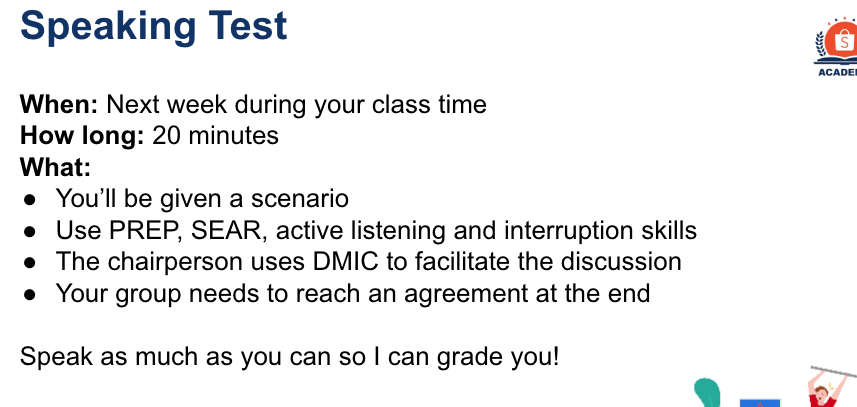 Speaking Test
When: Next week during your class time
How long: 20 minutes
What:
● You’ll be given a scenario
● Use PREP, SEAR, active listening and interruption skills
● The chairperson uses DMIC to facilitate the discussion
● Your group needs to reach an agreement at the end
Speak as much as you can so I can grade you!
S